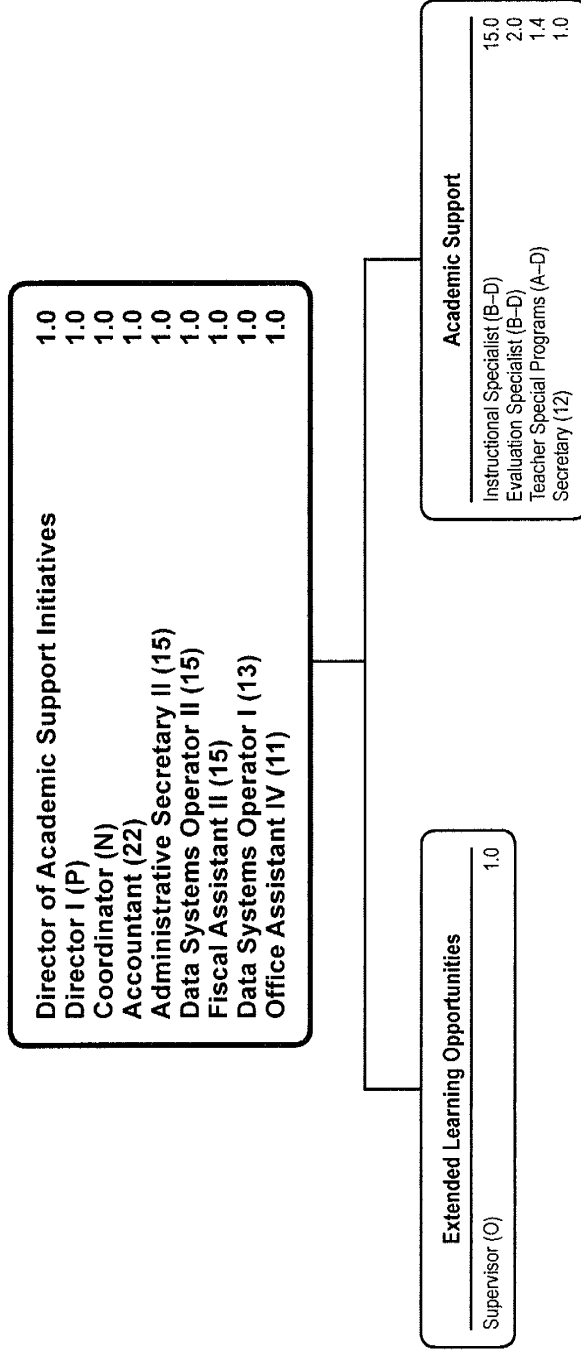 Director of Academic Support Initiatives 1.0
Director I (P) 1.0
Coordinator (N) 1.0
Accountant (22) 1.0
Administrative Secretary II (15) 1.0
Data Systems Operator II (15) 1.0
Fiscal Assistant II (15) 1.0
Data Systems Operator I (13) 1.0
Office Assistant IV (11) 1.0
Extended Learning Opportunities
Supervisor (O) 1.0
Academic Support
Instructional Specialist (B–D) 15.0
Evaluation Specialist (B–D) 2.0
Teacher Special Programs (A–D) 1.4
Secretary (12) 1.0